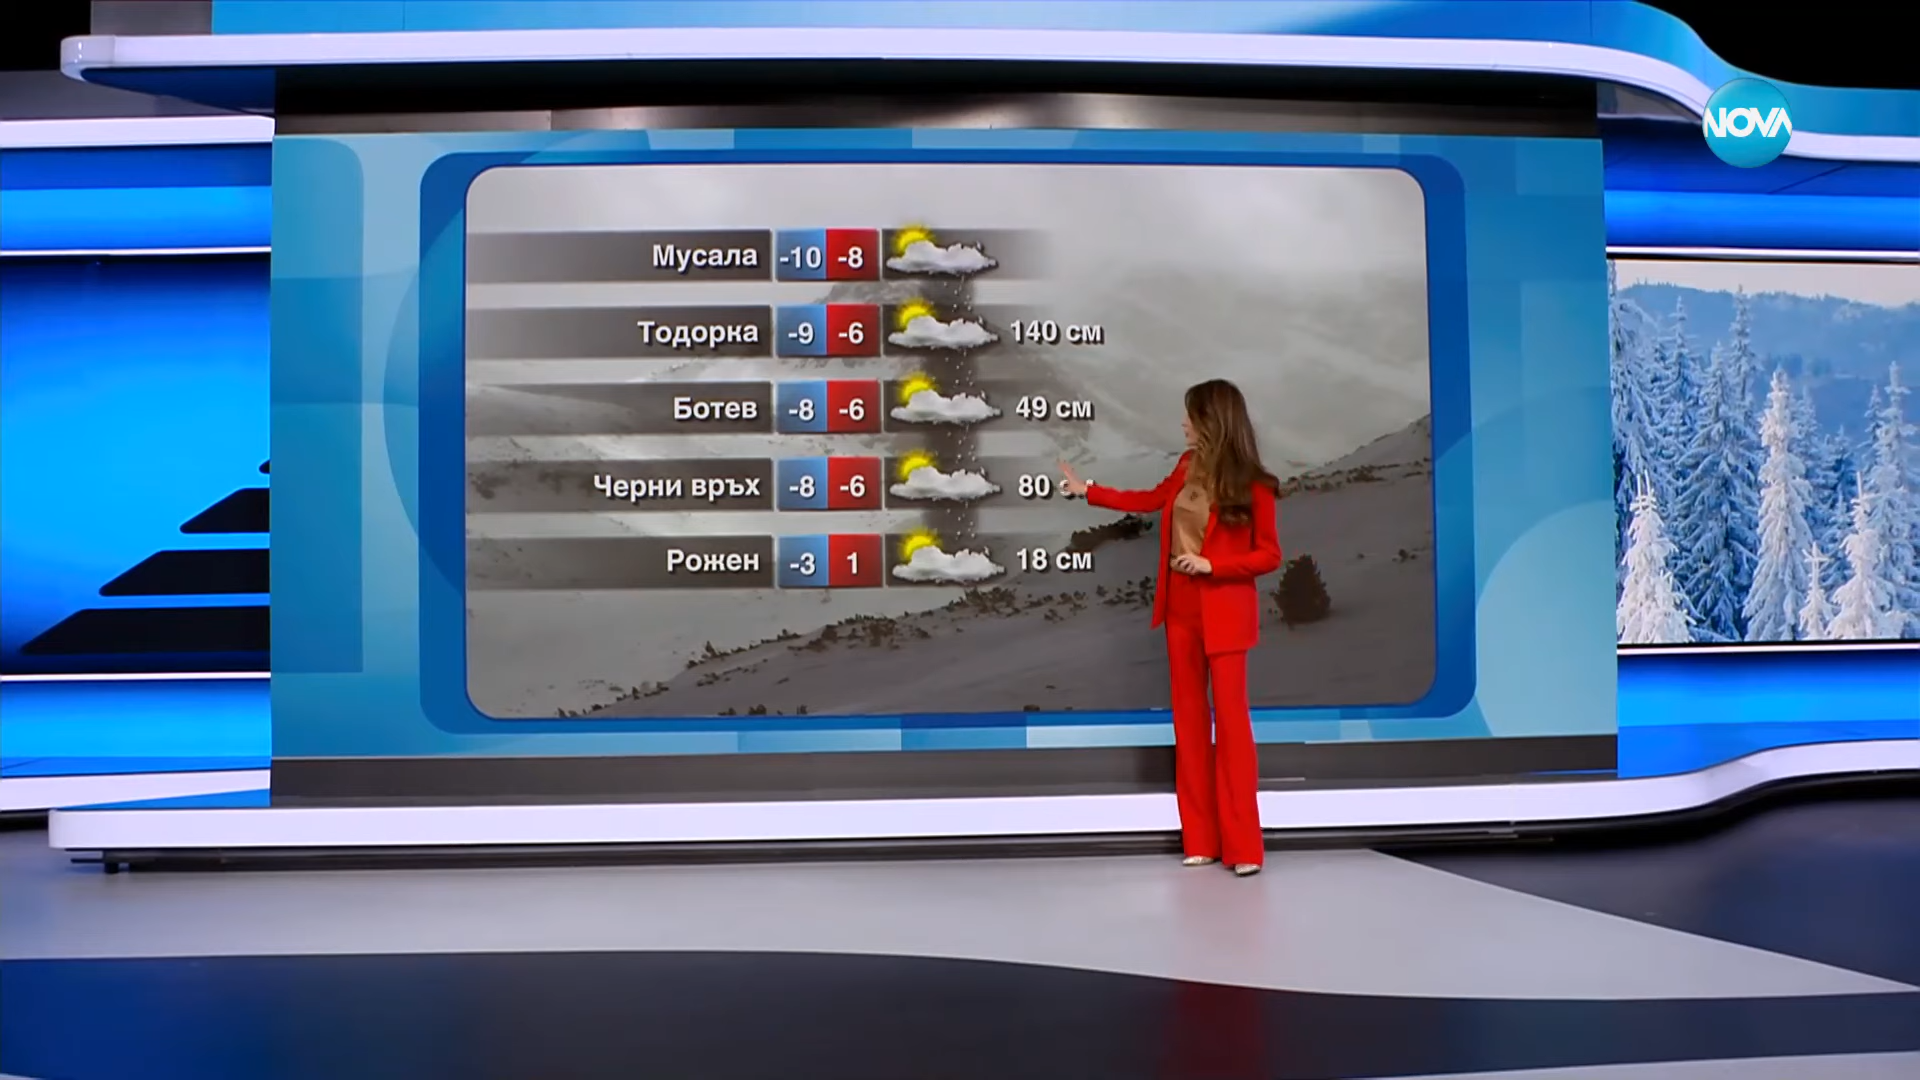 NOVA
Мусала -10 -8
Тодорка -9 -6 140 см
Ботев -8 -6 49 см
Черни връх -8 -6 80 см
Рожен -3 1 18 см